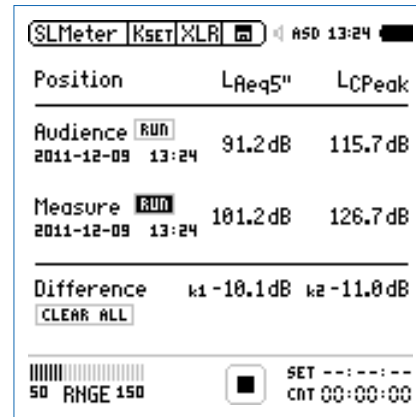 SLMeter KSET XLR ASD 13:24
Position LAeq5" LCPeak
Audience RUN 91.2dB 115.7dB
2011-12-09 13:24
Measure RUN 101.2dB 126.7dB
2011-12-09 13:24
Difference k1 -10.1dB k2 -11.0dB
CLEAR ALL
SET --:--:--
50 RNGE 150 CNT 00:00:00